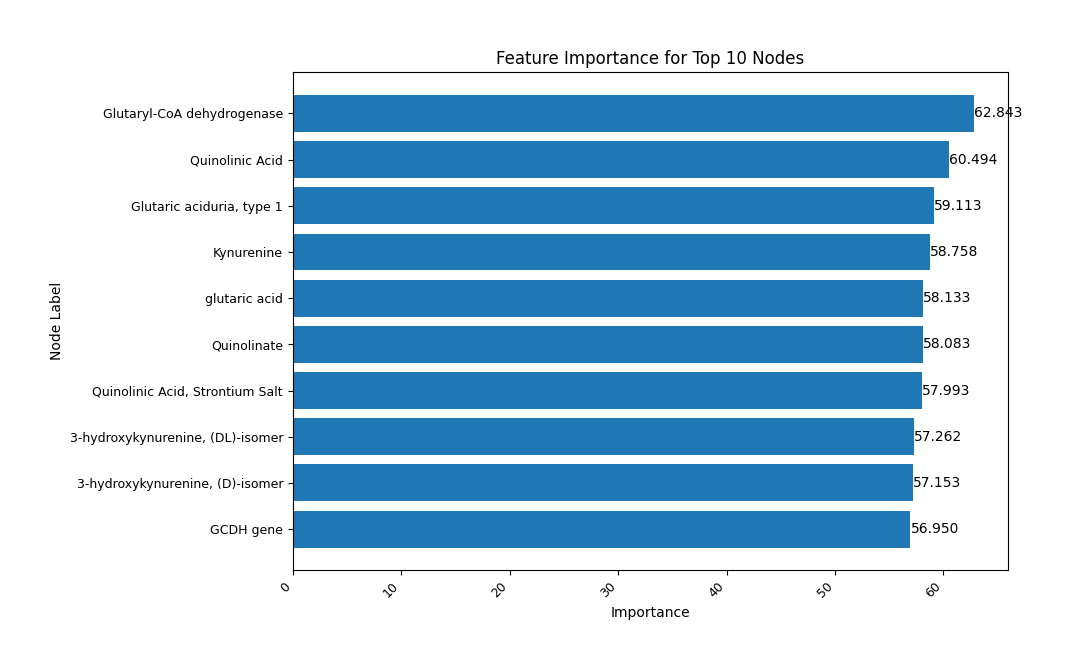 Feature Importance for Top 10 Nodes
Node Label
Glutaryl-CoA dehydrogenase 62.843
Quinolinic Acid 60.494
Glutaric aciduria, type 1 59.113
Kynurenine 58.758
glutaric acid 58.133
Quinolinate 58.083
Quinolinic Acid, Strontium Salt 57.993
3-hydroxykynurenine, (DL)-isomer 57.262
3-hydroxykynurenine, (D)-isomer 57.153
GCDH gene 56.950
0 10 20 30 40 50 60
Importance